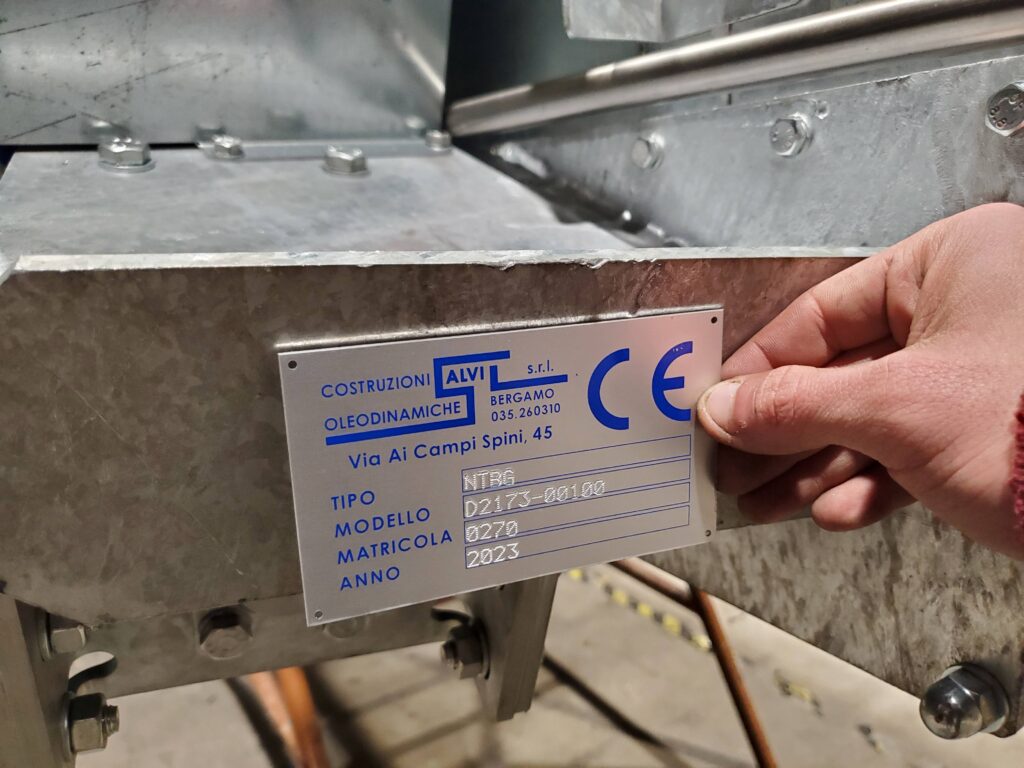 COSTRUZIONI SALVI s.r.l.
OLEODINAMICHE BERGAMO
035.260310
Via Ai Campi Spini, 45
CE
TIPO NTRG
MODELLO D2173-00100
MATRICOLA 0270
ANNO 2023